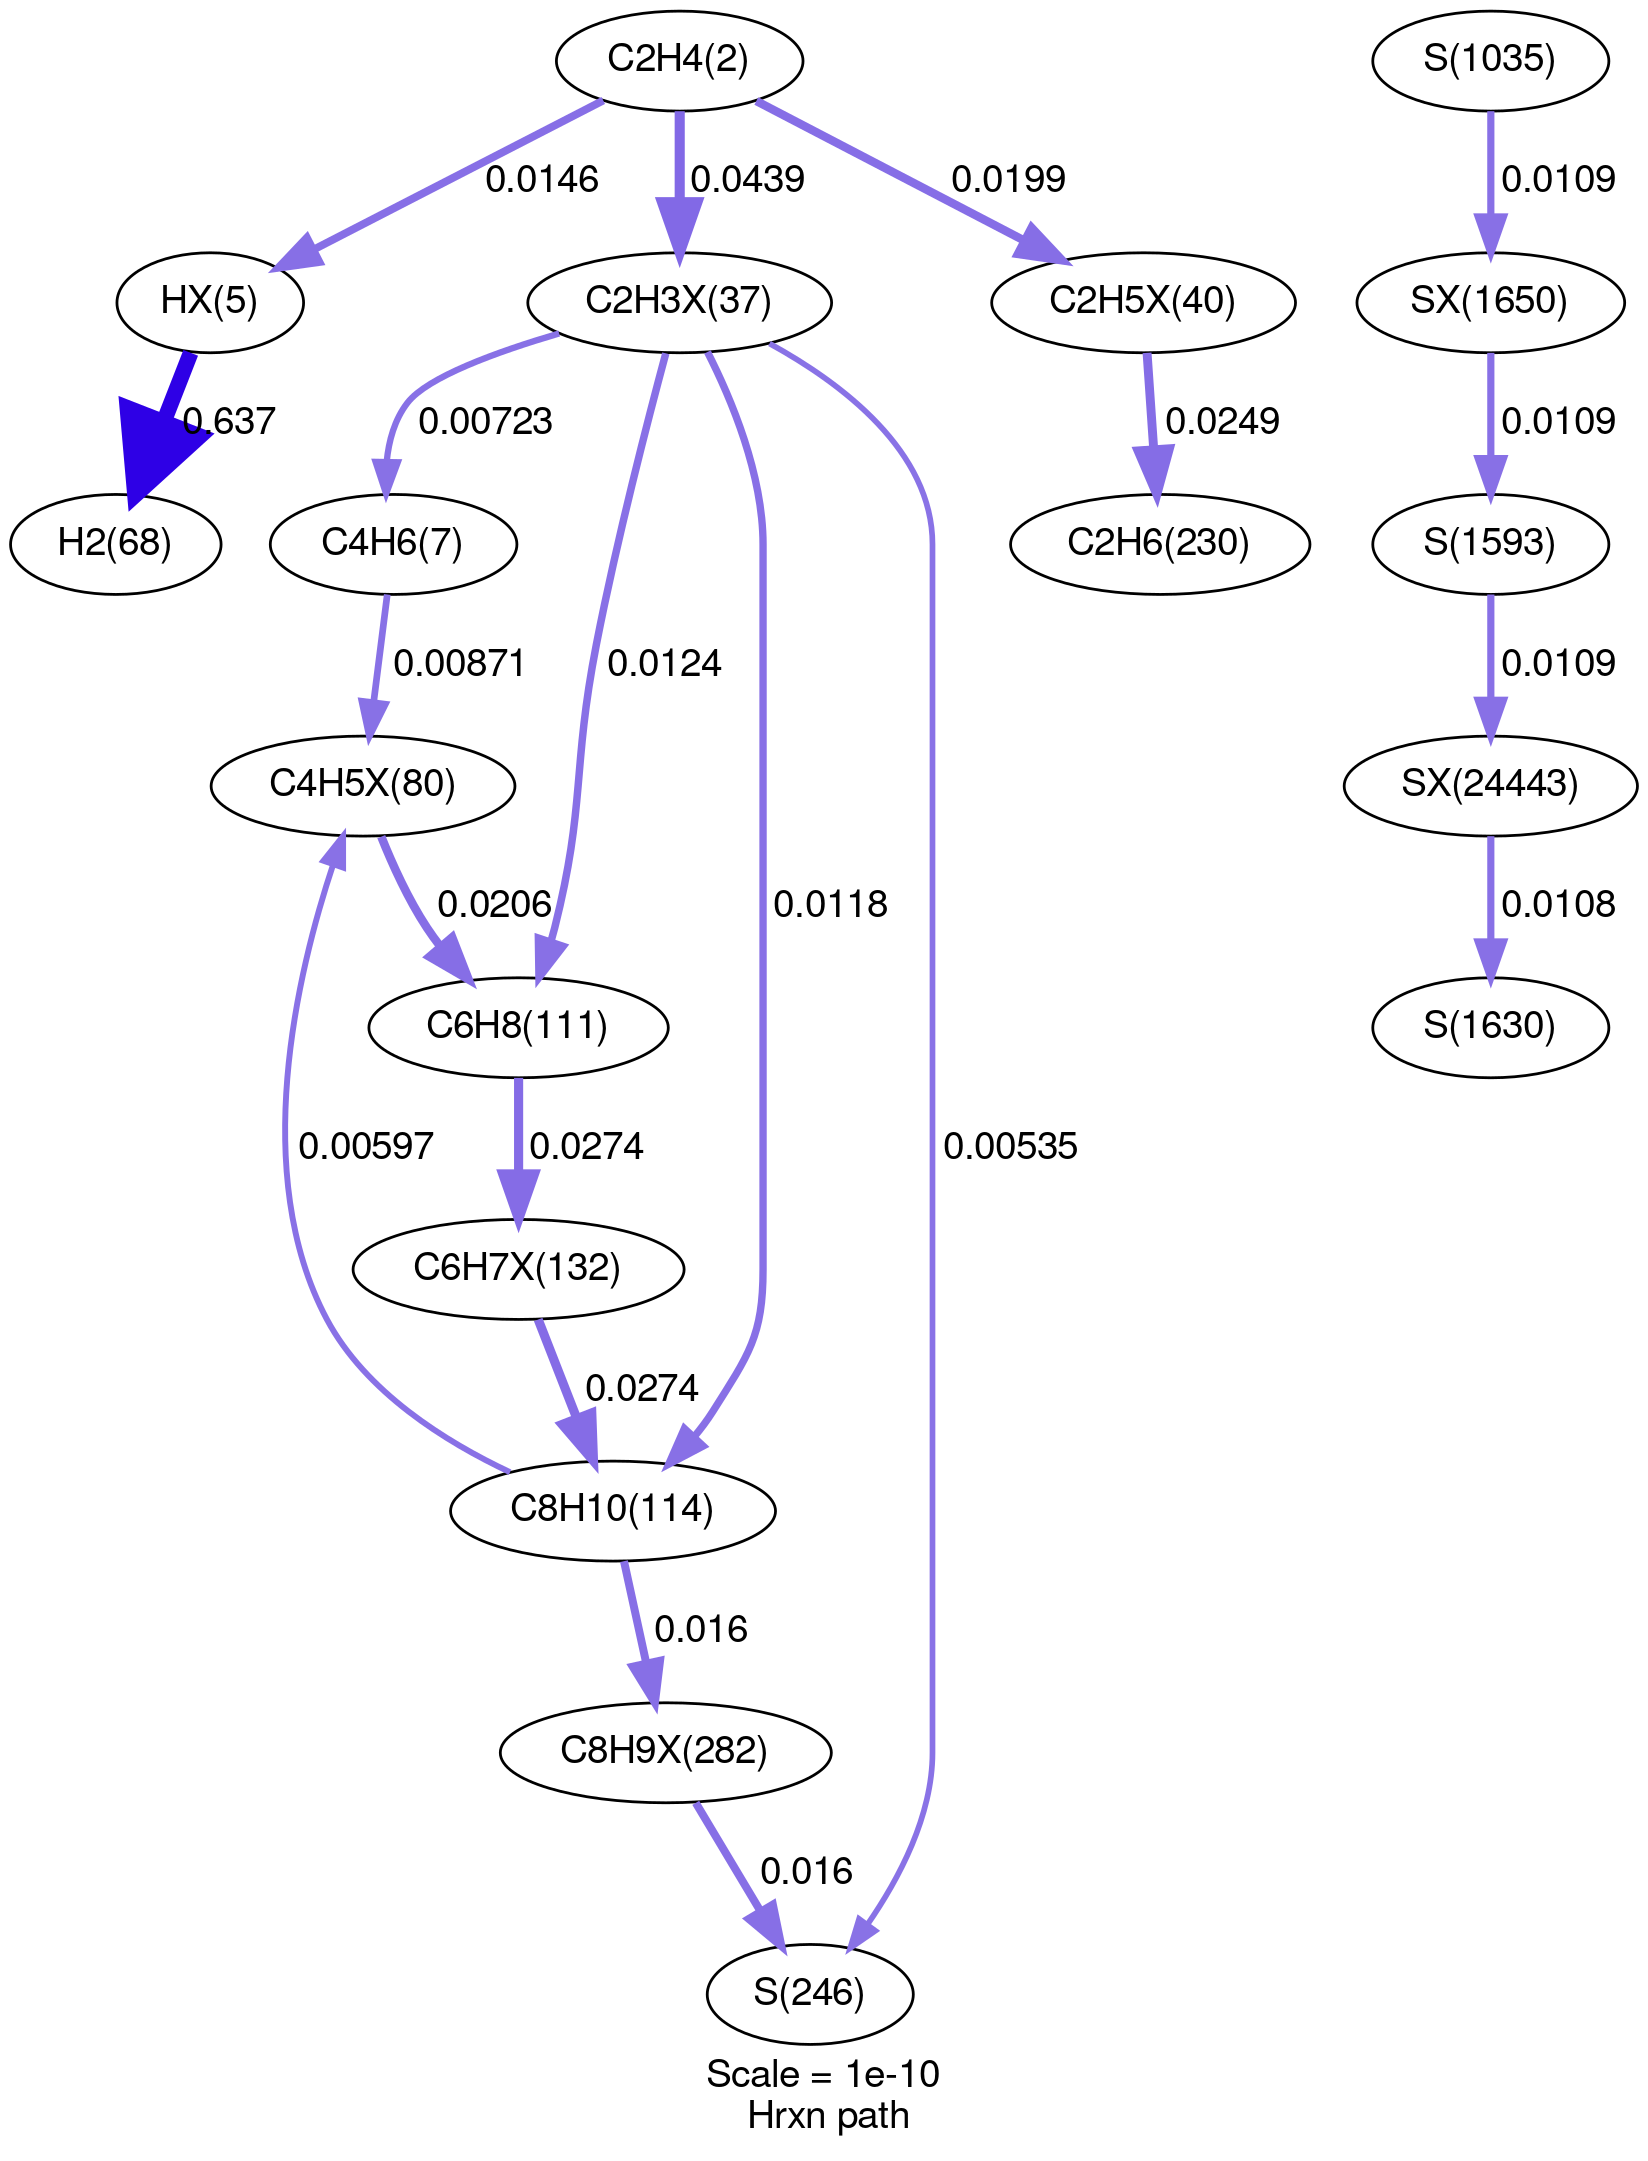 C2H4(2)
S(1035)
0.0146
0.0439
0.0199
0.0109
HX(5)
C2H3X(37)
C2H5X(40)
SX(1650)
0.637
0.00723
0.0249
0.0109
H2(68)
C4H6(7)
C2H6(230)
S(1593)
0.00871
0.0124
0.0109
C4H5X(80)
SX(24443)
0.0206
0.0118
0.0108
C6H8(111)
S(1630)
0.00597
0.0274
0.00535
C6H7X(132)
0.0274
C8H10(114)
0.016
C8H9X(282)
0.016
S(246)
Scale = 1e-10
Hrxn path